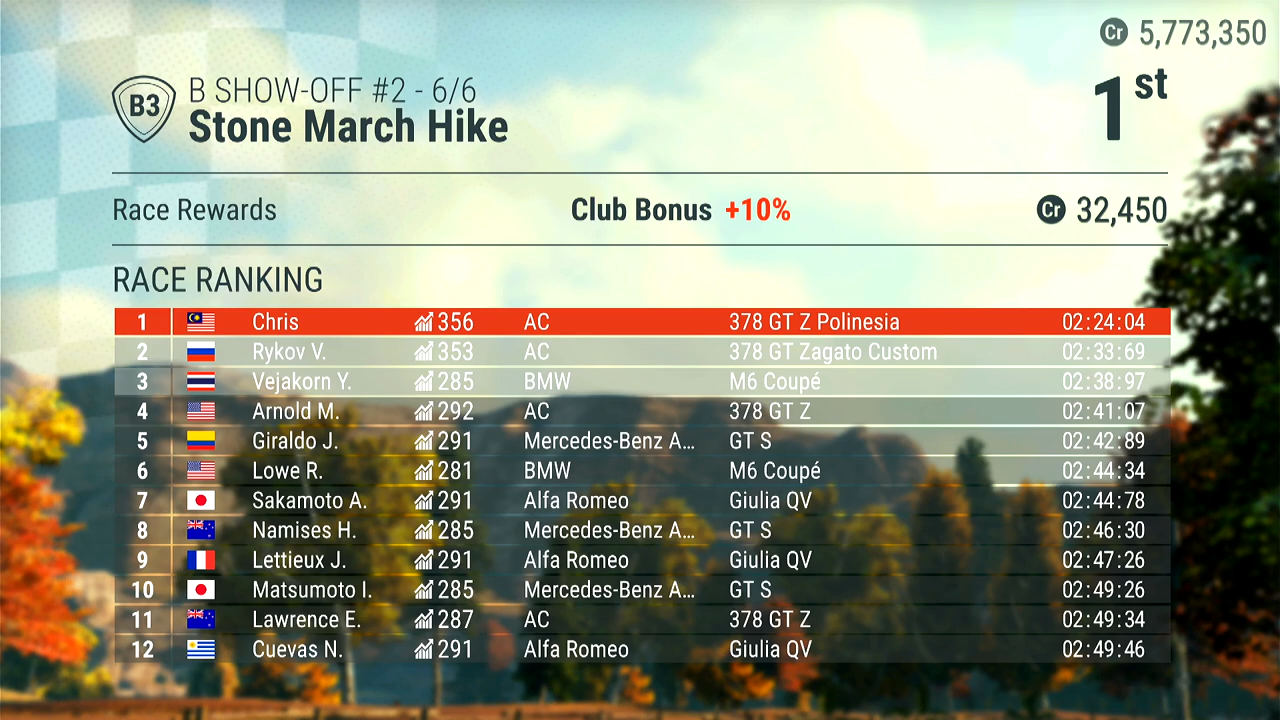 Cr 5,773,350
B3 B SHOW-OFF #2 - 6/6
Stone March Hike
1st
Race Rewards Club Bonus +10% Cr 32,450
RACE RANKING
1 Chris 356 AC 378 GT Z Polinesia 02:24:04
2 Rykov V. 353 AC 378 GT Zagato Custom 02:33:69
3 Vejakorn Y. 285 BMW M6 Coupé 02:38:97
4 Arnold M. 292 AC 378 GT Z 02:41:07
5 Giraldo J. 291 Mercedes-Benz A... GT S 02:42:89
6 Lowe R. 281 BMW M6 Coupé 02:44:34
7 Sakamoto A. 291 Alfa Romeo Giulia QV 02:44:78
8 Namises H. 285 Mercedes-Benz A... GT S 02:46:30
9 Lettieux J. 291 Alfa Romeo Giulia QV 02:47:26
10 Matsumoto I. 285 Mercedes-Benz A... GT S 02:49:26
11 Lawrence E. 287 AC 378 GT Z 02:49:34
12 Cuevas N. 291 Alfa Romeo Giulia QV 02:49:46